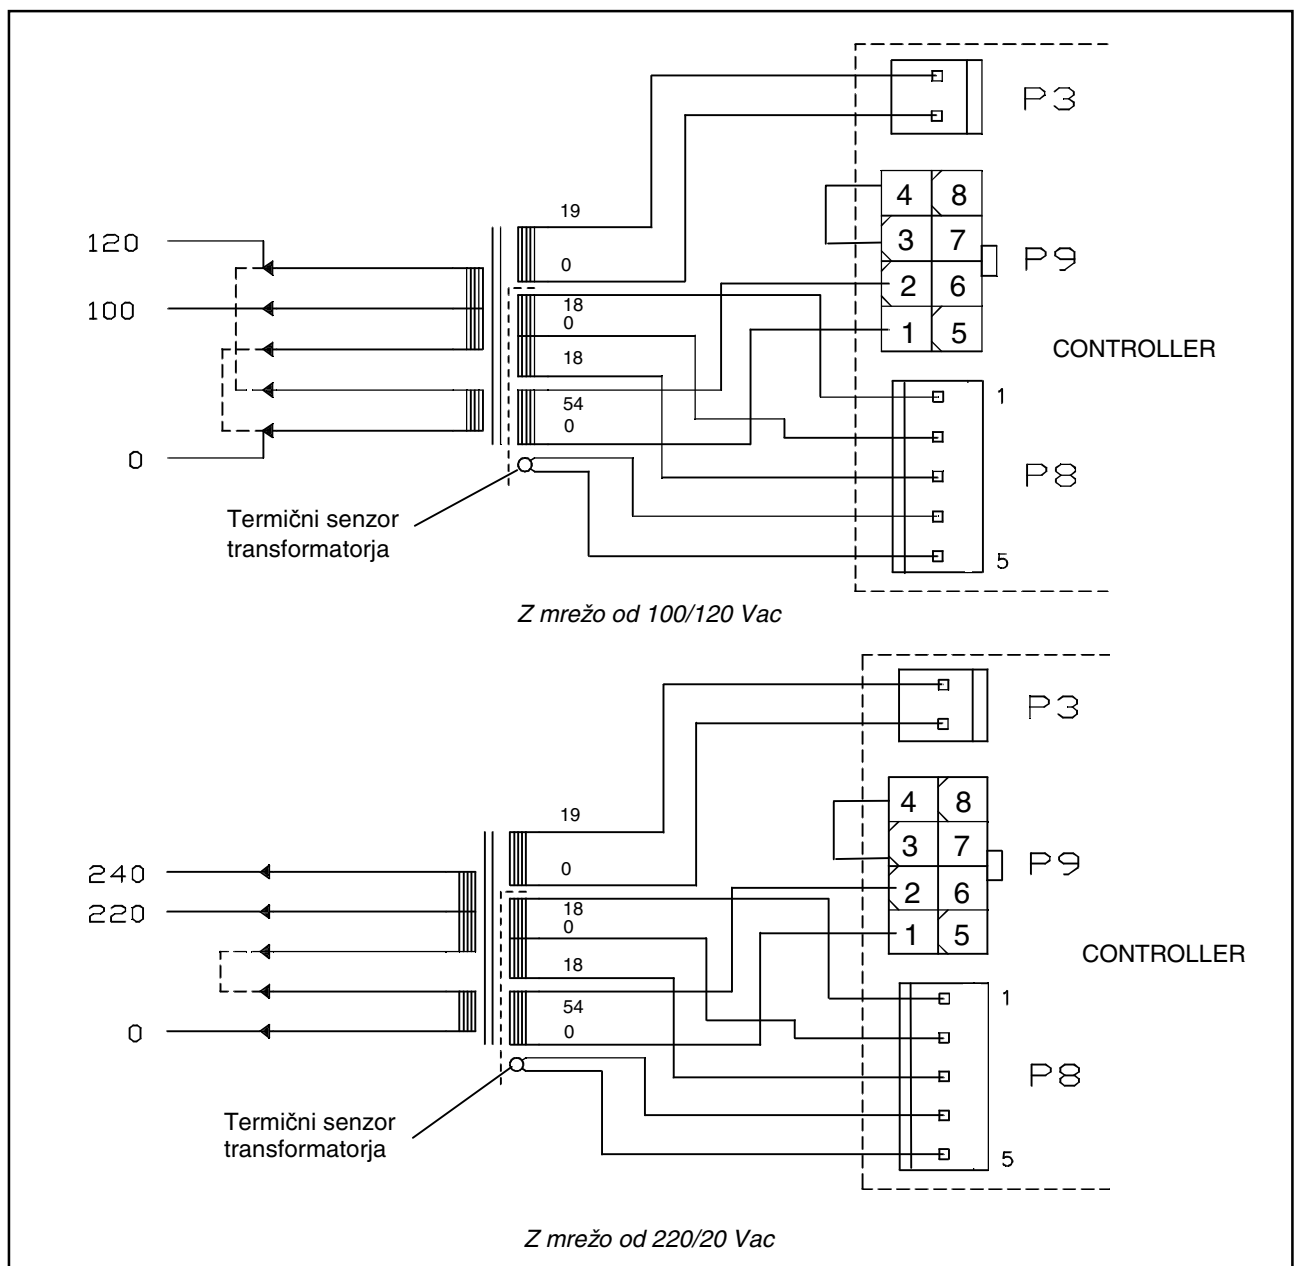 P3
19
4 8
120
3 7
0
P9
2 6
100
18
0
1 5
CONTROLLER
18
1
54
0
0
P8
Termični senzor
transformatorja
5
Z mrežo od 100/120 Vac
P3
4 8
19
3 7
P9
240
0
2 6
220
18
0
1 5
CONTROLLER
18
1
54
0
0
P8
Termični senzor
transformatorja
5
Z mrežo od 220/20 Vac